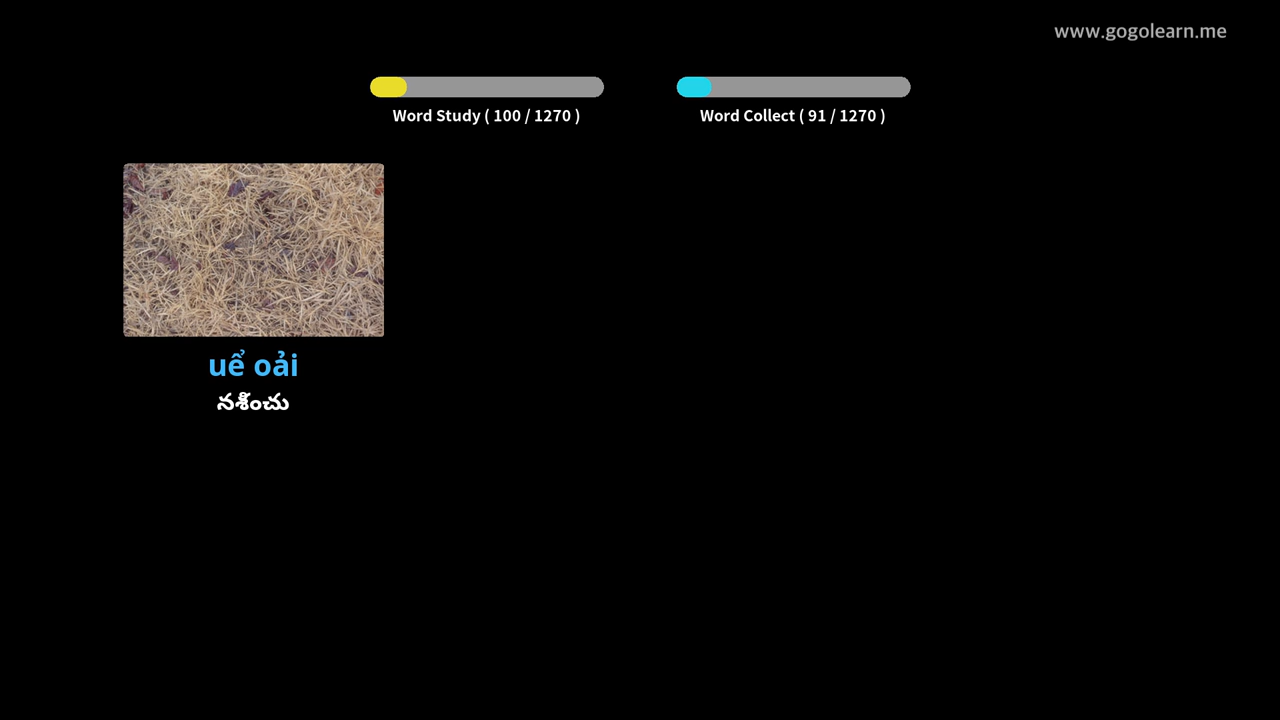 www.gogolearn.me
Word Study ( 100 / 1270 )
Word Collect ( 91 / 1270 )
uể oải
నశించు